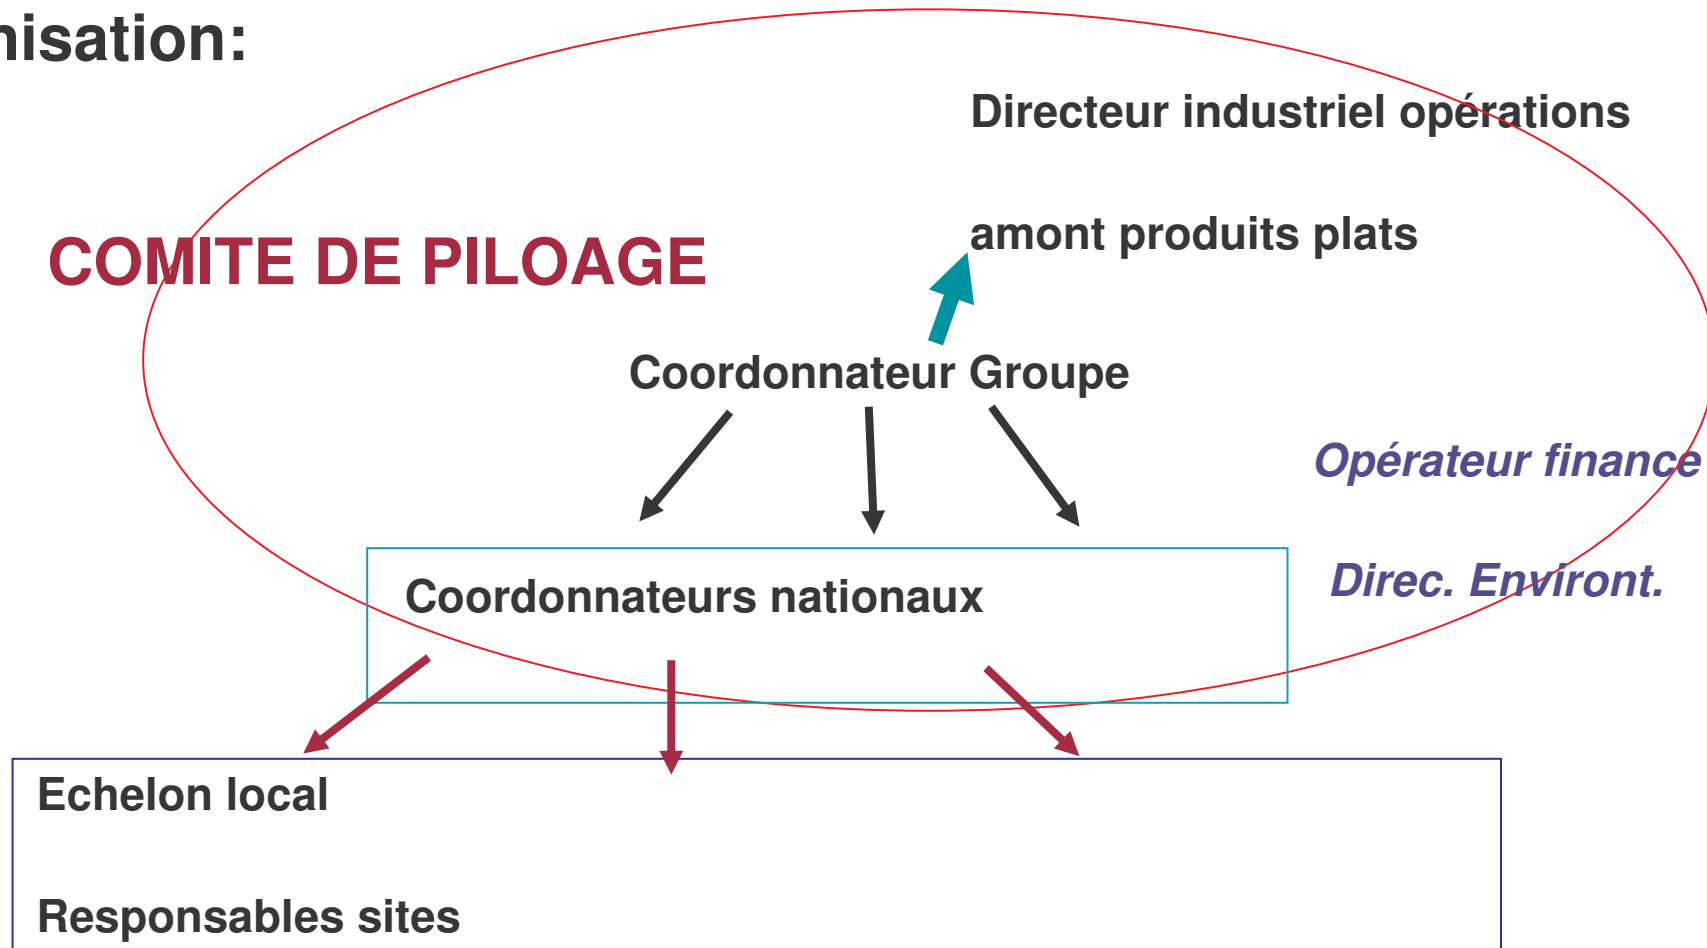 nisation:
Directeur industriel opérations
COMITE DE PILOAGE
amont produits plats
Coordonnateur Groupe
Opérateur finance
Direc. Environt.
Coordonnateurs nationaux
Echelon local
Responsables sites